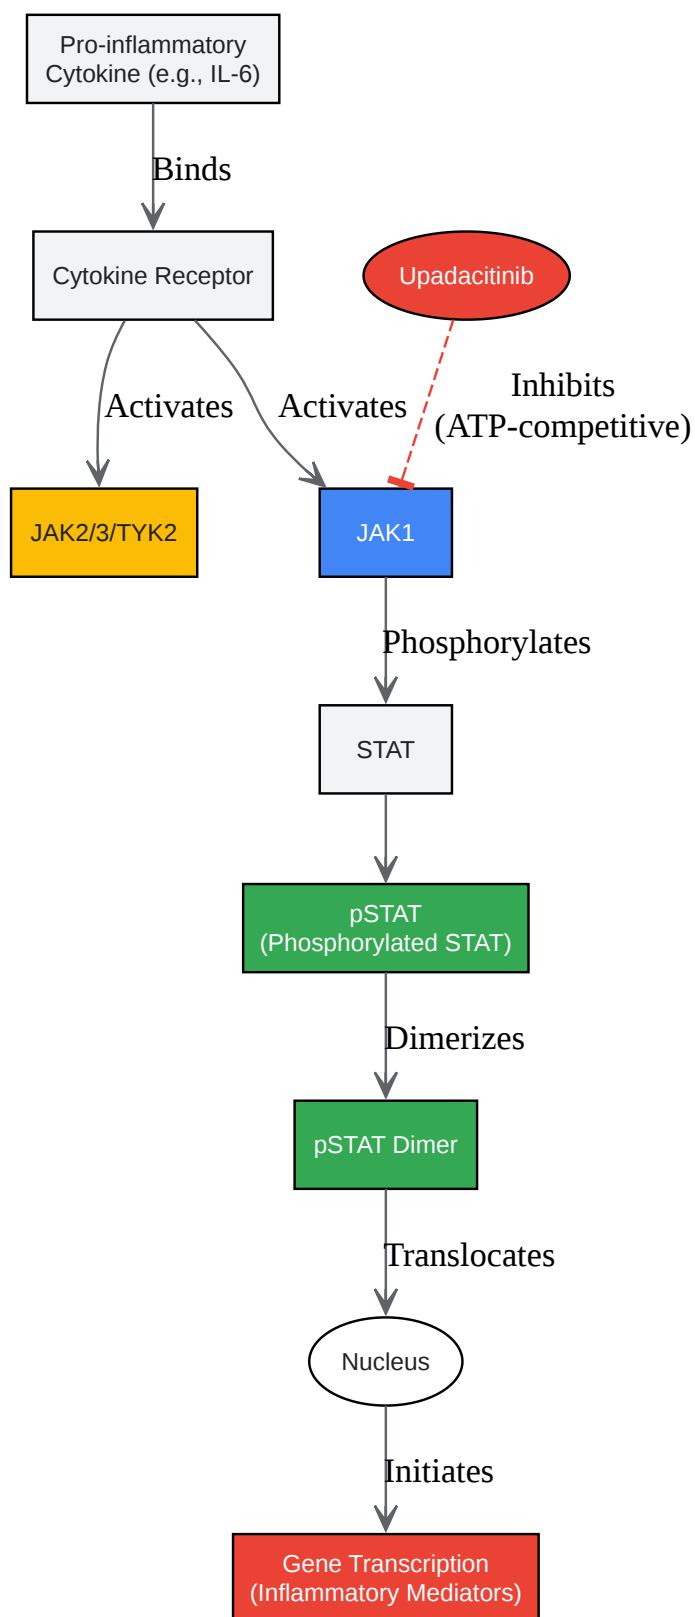 Pro-inflammatory
Cytokine (e.g., IL-6)
Binds
Cytokine Receptor
Upadacitinib
Activates
Activates
Inhibits
(ATP-competitive)
JAK2/3/TYK2
JAK1
Phosphorylates
STAT
pSTAT
(Phosphorylated STAT)
Dimerizes
pSTAT Dimer
Translocates
Nucleus
Initiates
Gene Transcription
(Inflammatory Mediators)